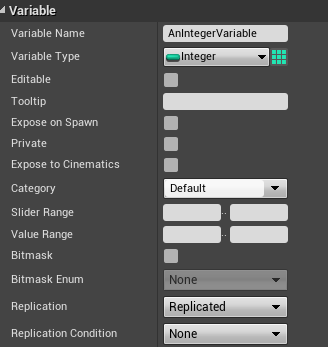 Variable
Variable Name AnIntegerVariable
Variable Type Integer
Editable
Tooltip
Expose on Spawn
Private
Expose to Cinematics
Category Default
Slider Range ..
Value Range ..
Bitmask
Bitmask Enum None
Replication Replicated
Replication Condition None